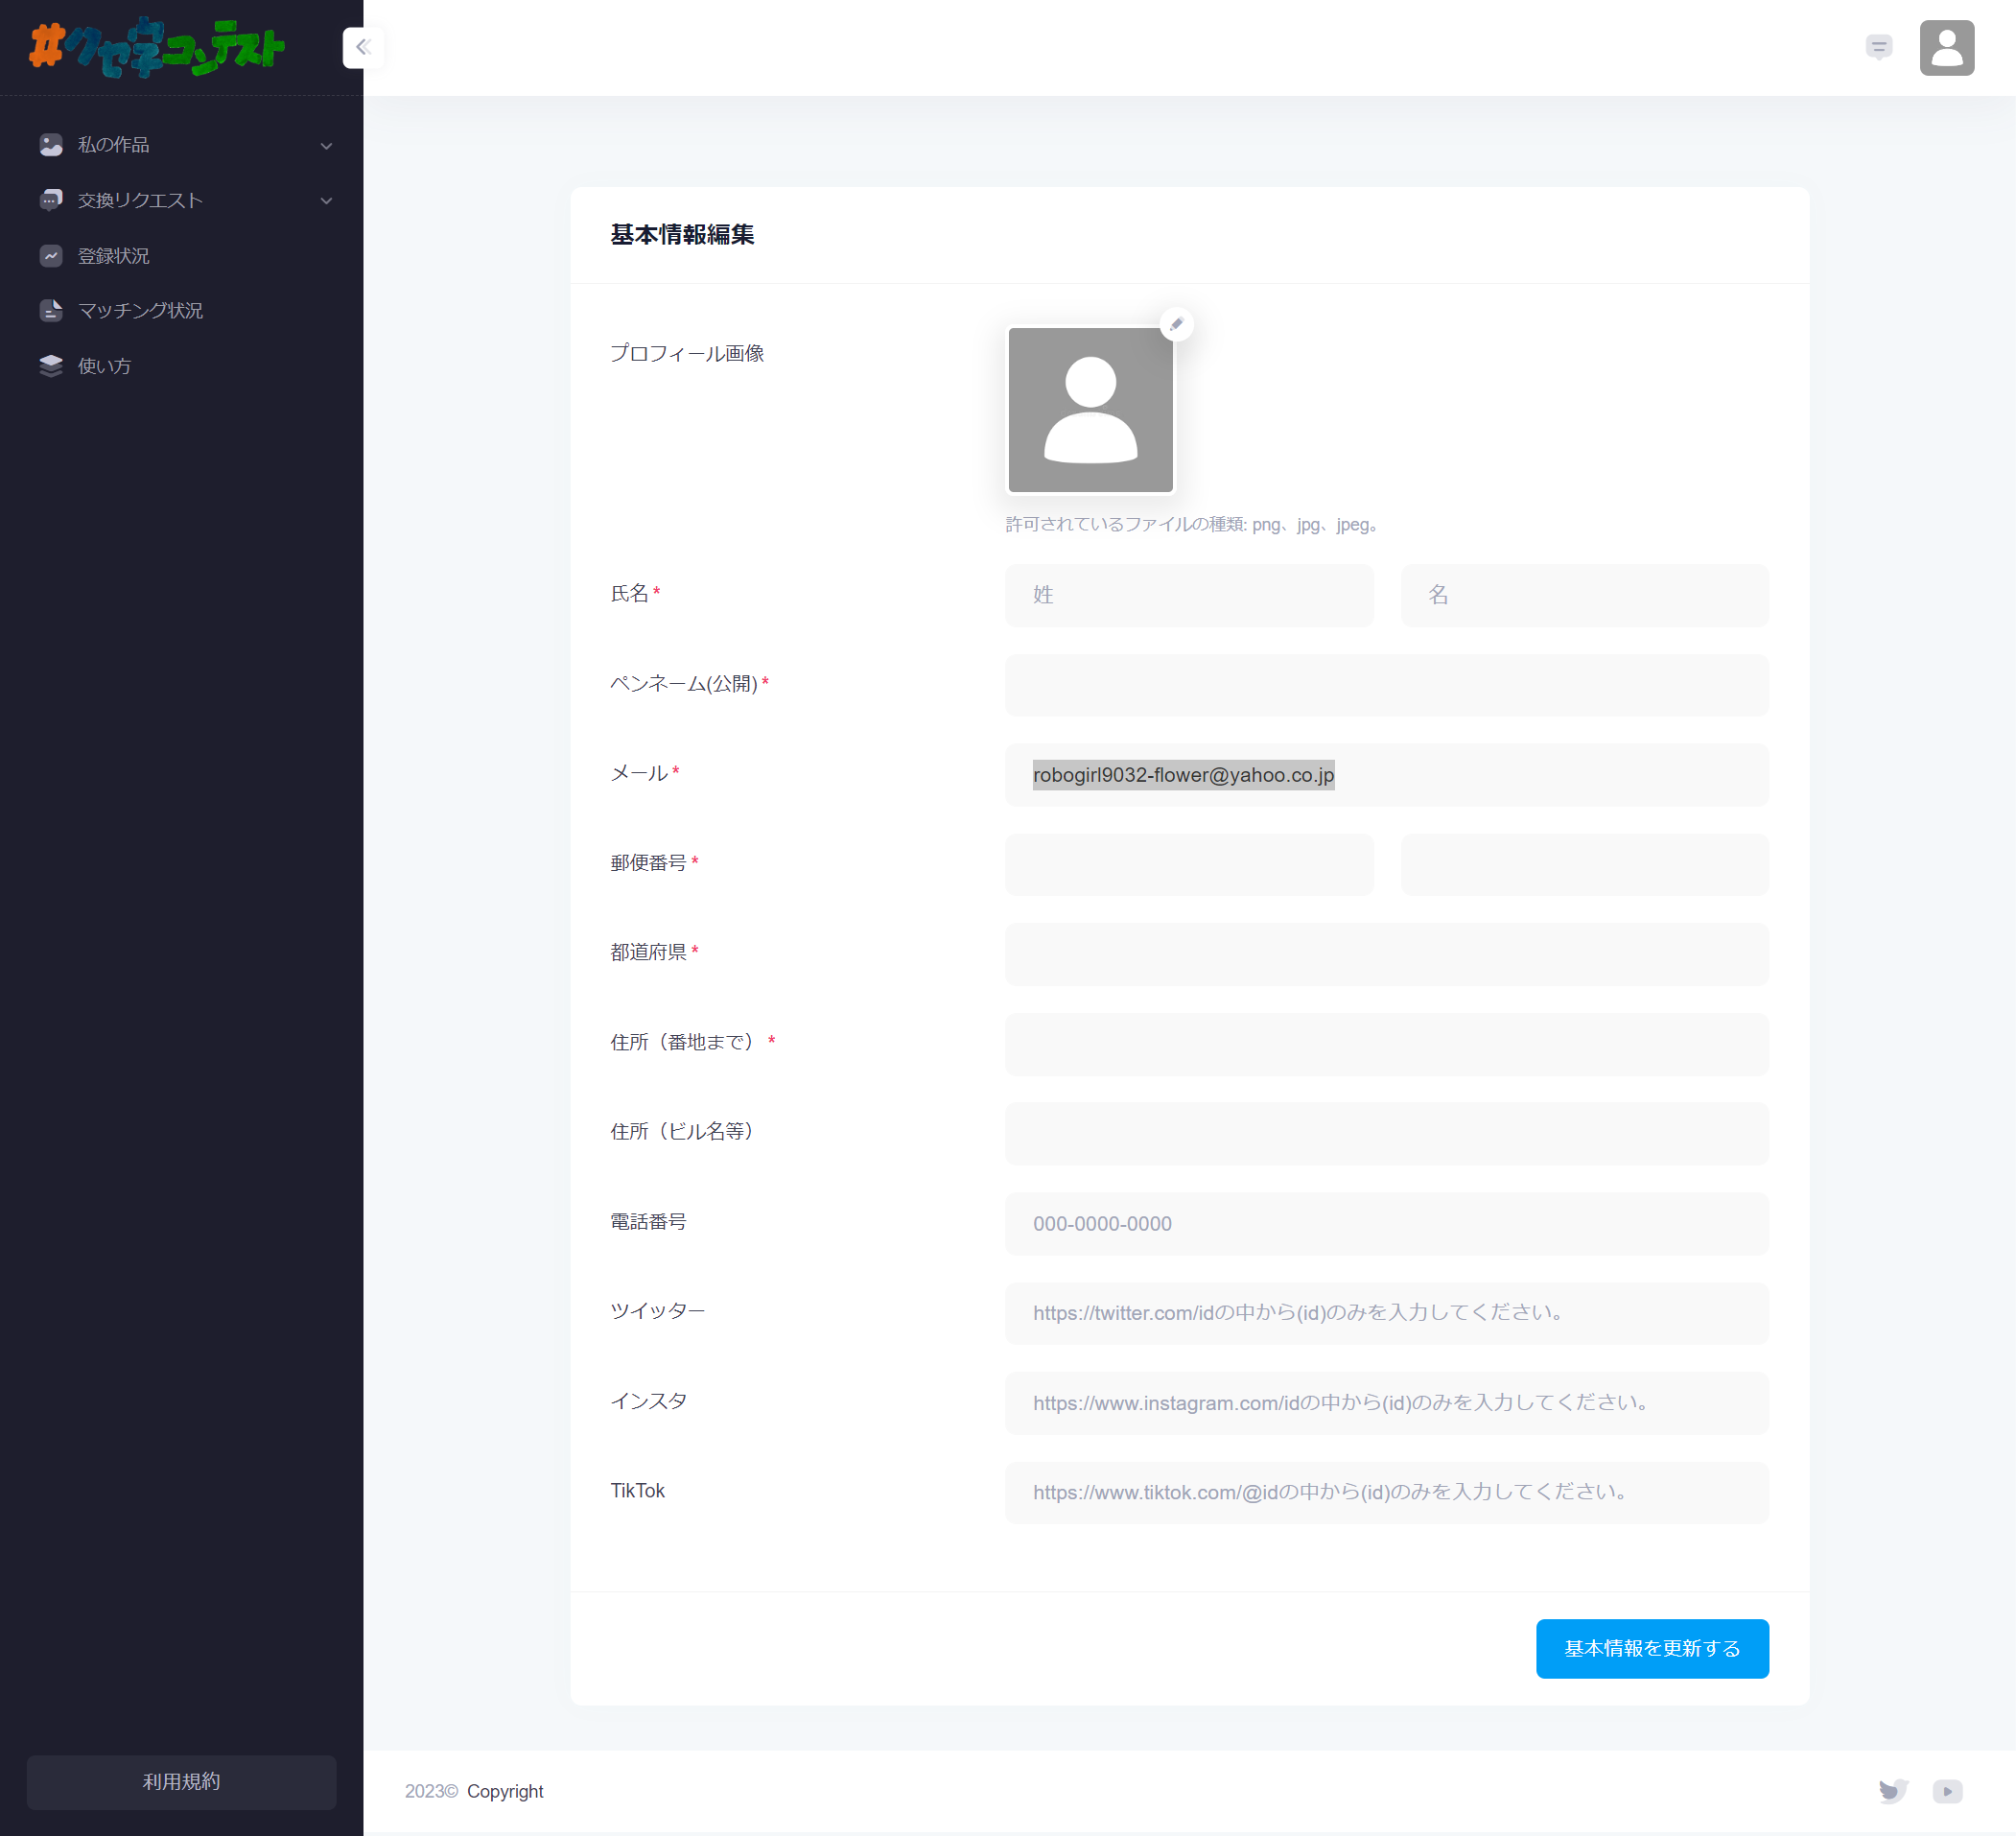 #クセ字コンテスト
私の作品
交換リクエスト
登録状況
マッチング状況
使い方
利用規約
基本情報編集
プロフィール画像
許可されているファイルの種類: png、jpg、jpeg。
氏名* 姓 名
ペンネーム(公開)*
メール* robogirl9032-flower@yahoo.co.jp
郵便番号*
都道府県*
住所（番地まで）*
住所（ビル名等）
電話番号 000-0000-0000
ツイッター https://twitter.com/idの中から(id)のみを入力してください。
インスタ https://www.instagram.com/idの中から(id)のみを入力してください。
TikTok https://www.tiktok.com/@idの中から(id)のみを入力してください。
基本情報を更新する
2023© Copyright